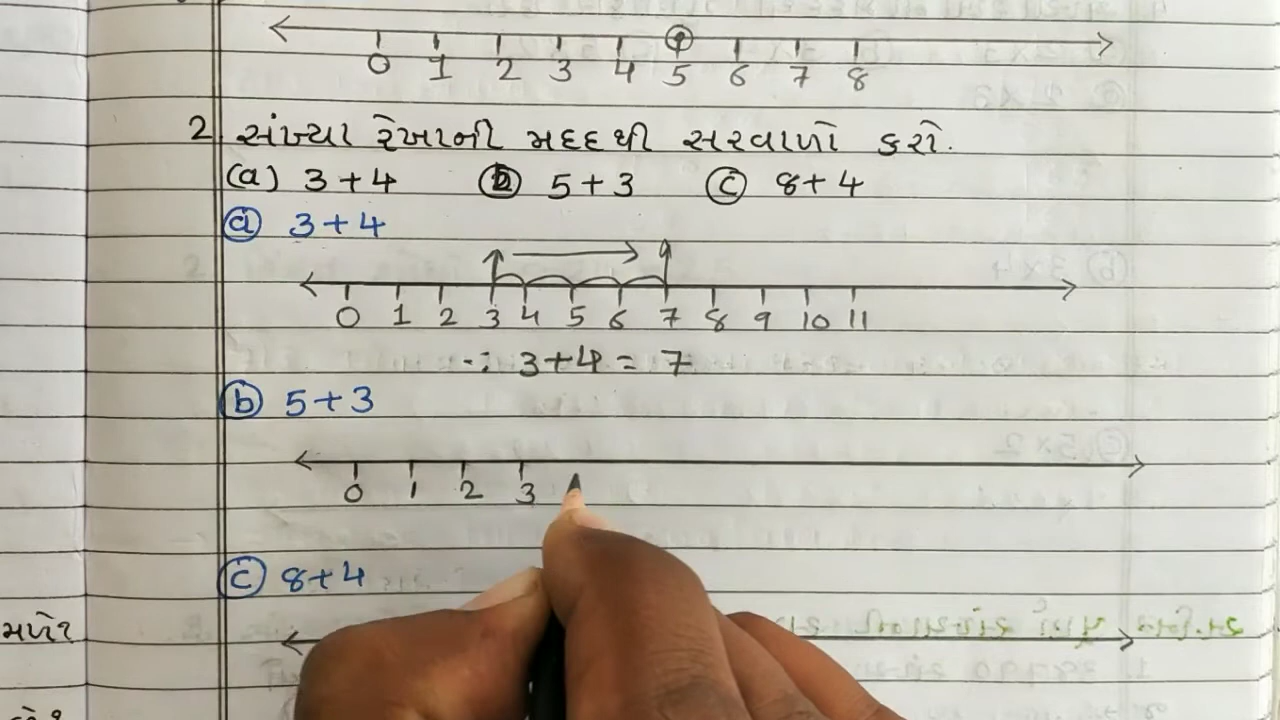 0 1 2 3 4 5 6 7 8
2 સંખ્યા રેખાની મદદથી સરવાળો કરો.
(a) 3+4 ⓑ 5+3 ⓒ 8+4
ⓐ 3+4
0 1 2 3 4 5 6 7 8 9 10 11
∴ 3+4 = 7
ⓑ 5+3
0 1 2 3
ⓒ 8+4